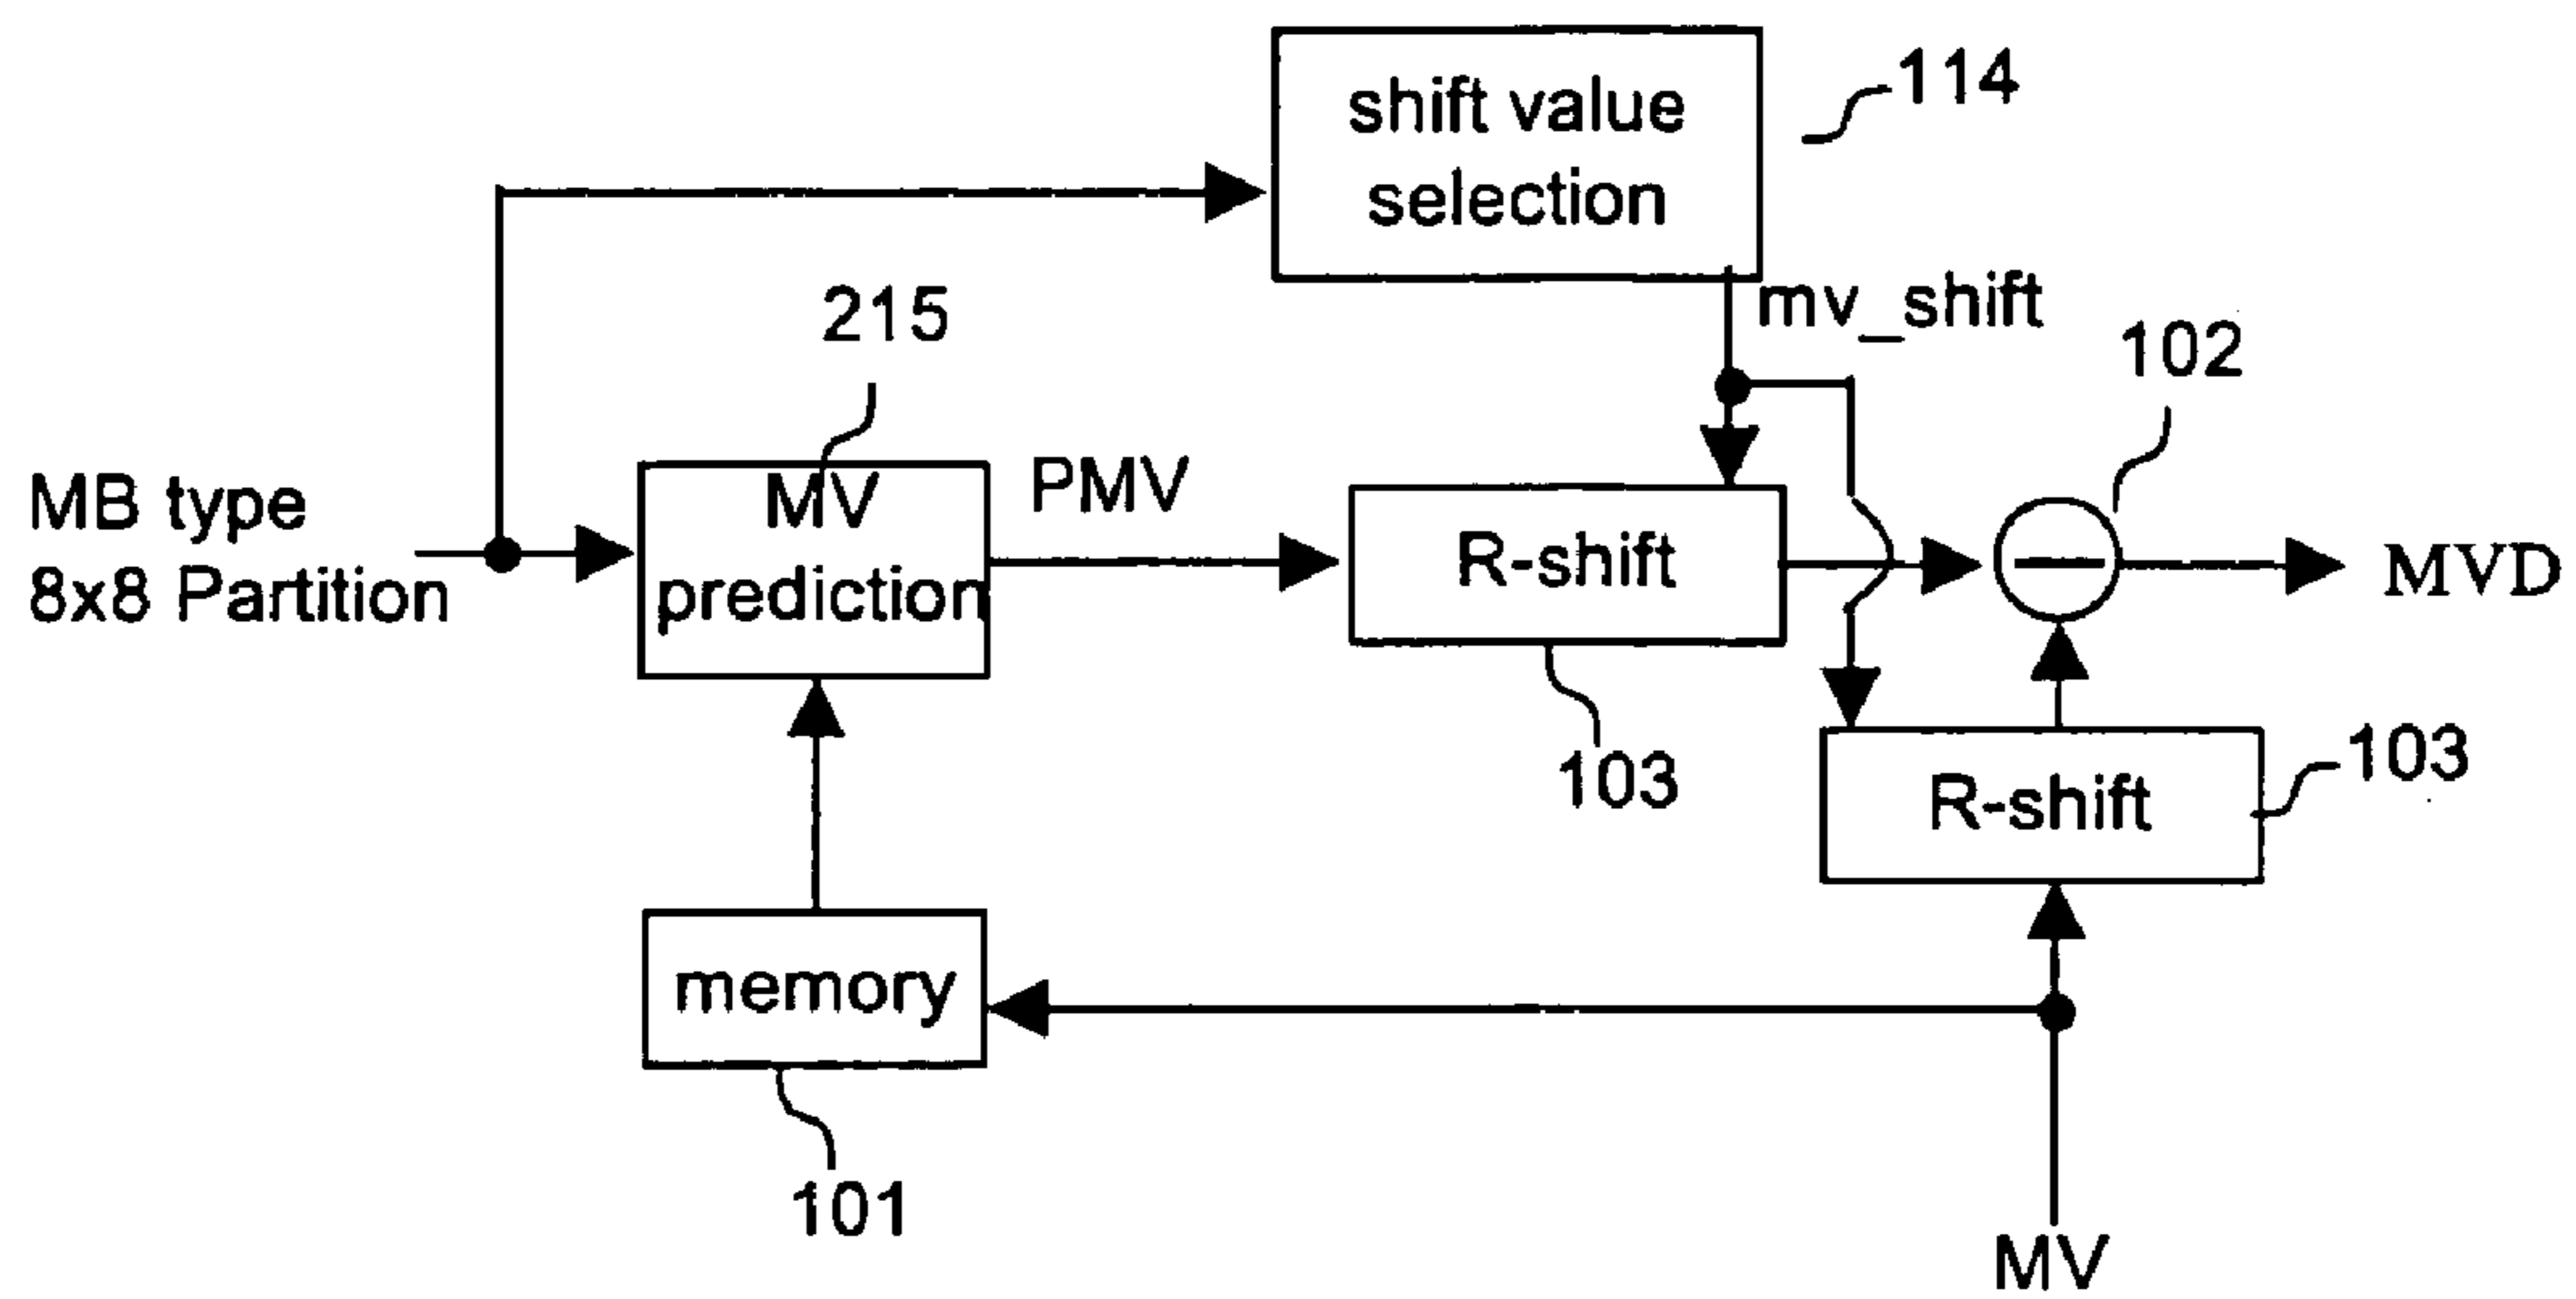 shift value
selection
114
mv_shift
215
102
MB type
8x8 Partition
MV
prediction
PMV
R-shift
MVD
103
R-shift
103
memory
101
MV